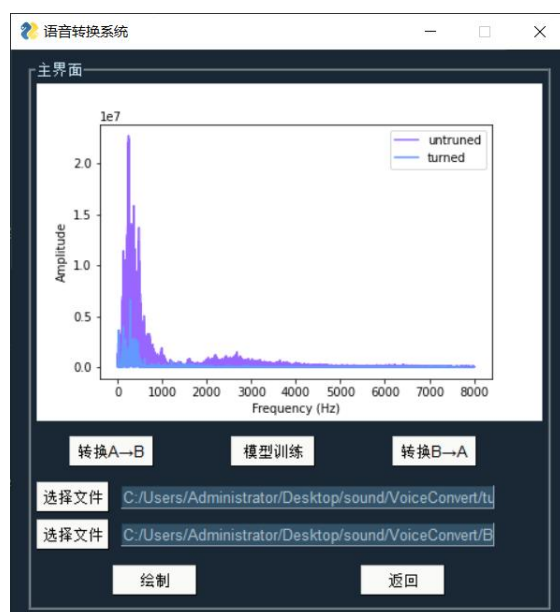 语音转换系统
主界面
1e7
untruned
turned
2.0
1.5
1.0
0.5
0.0
Amplitude
0 1000 2000 3000 4000 5000 6000 7000 8000
Frequency (Hz)
转换A→B 模型训练 转换B→A
选择文件 C:/Users/Administrator/Desktop/sound/VoiceConvert/tu
选择文件 C:/Users/Administrator/Desktop/sound/VoiceConvert/B
绘制 返回